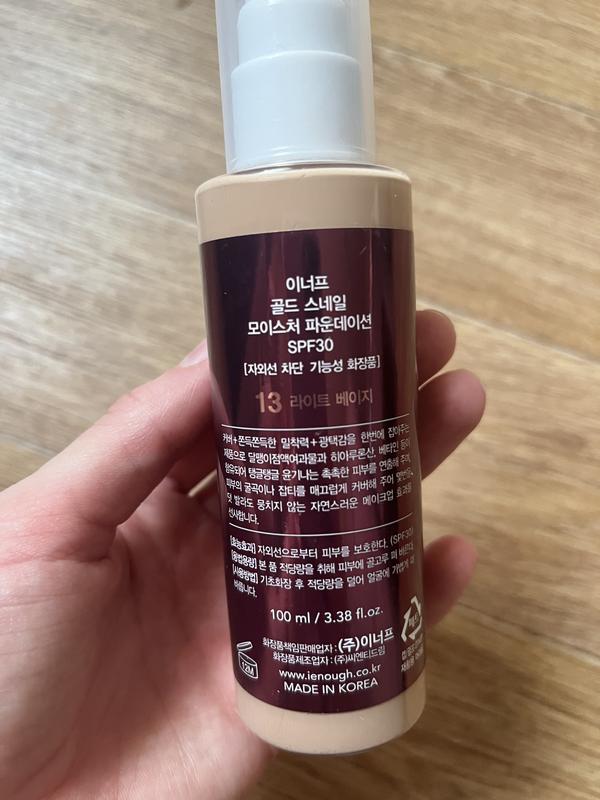 이너프
골드 스네일
모이스처 파운데이션
SPF30
[자외선 차단 기능성 화장품]
13 라이트 베이지
커버+쫀득쫀득한 밀착력+광택감을 한번에 잡아주는
제품으로 달팽이점액여과물과 히아루론산, 베타인 등이
함유되어 탱글탱글 윤기나는 촉촉한 피부를 연출해 주며,
피부의 굴곡이나 잡티를 매끄럽게 커버해 주어 몇번을
덧 발라도 뭉치지 않는 자연스러운 메이크업 효과를
선사합니다.
[효능효과] 자외선으로부터 피부를 보호한다. (SPF30)
[용법용량] 본 품 적당량을 취해 피부에 골고루 펴 바른다.
[사용방법] 기초화장 후 적당량을 덜어 얼굴에 가볍게 펴
바릅니다.
100 ml / 3.38 fl.oz.
화장품책임판매업자 : (주)이너프
화장품제조업자 : (주)씨엔티드림
www.ienough.co.kr
MADE IN KOREA
12M